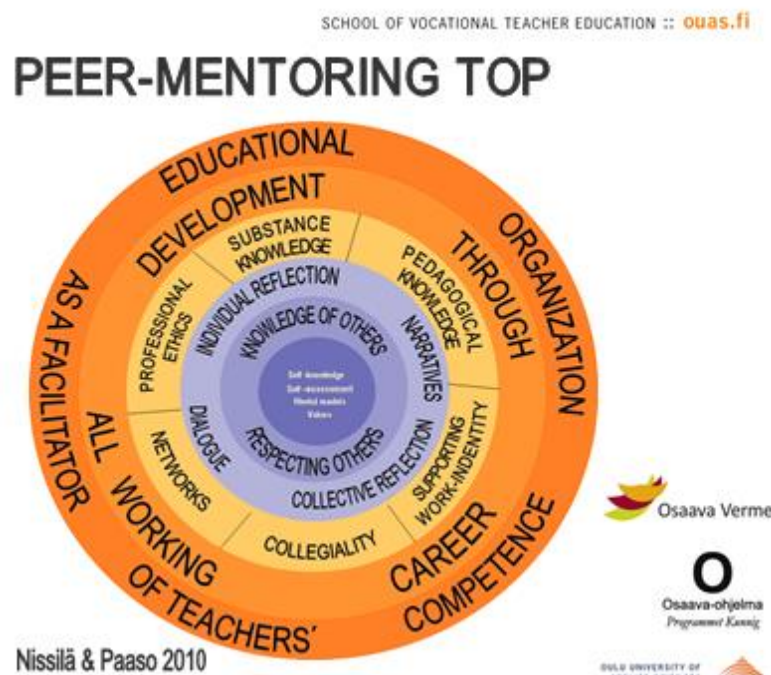 SCHOOL OF VOCATIONAL TEACHER EDUCATION :: ouas.fi
PEER-MENTORING TOP
EDUCATIONAL ORGANIZATION
AS A FACILITATOR
OF TEACHERS' COMPETENCE
DEVELOPMENT THROUGH
ALL WORKING CAREER
SUBSTANCE
KNOWLEDGE
PEDAGOGICAL
KNOWLEDGE
SUPPORTING
WORK-INDENTITY
COLLEGIALITY
NETWORKS
PROFESSIONAL
ETHICS
INDIVIDUAL REFLECTION
NARRATIVES
COLLECTIVE REFLECTION
DIALOGUE
KNOWLEDGE OF OTHERS
RESPECTING OTHERS
Self-knowledge
Self-assessment
Mental models
Values
Osaava Verme
Osaava-ohjelma
Programmet Kunnig
Nissilä & Paaso 2010
OULU UNIVERSITY OF